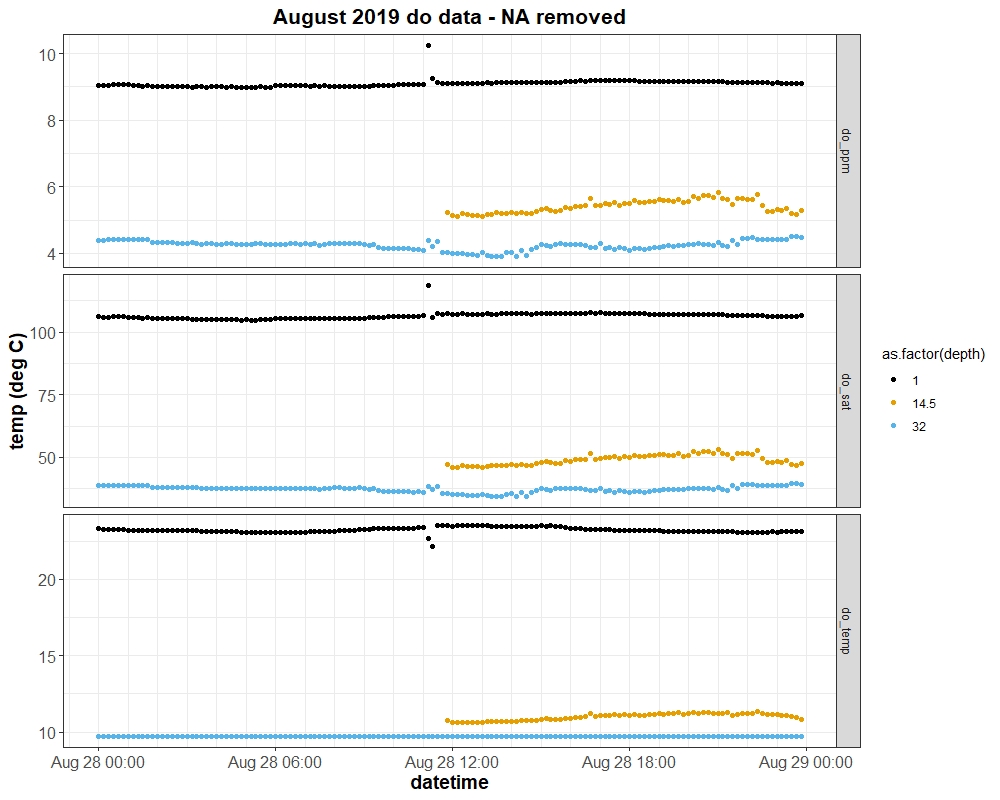 August 2019 do data - NA removed
10
8
6
4
do_ppm
100
75
50
do_sat
temp (deg C)
20
15
10
do_temp
Aug 28 00:00
Aug 28 06:00
Aug 28 12:00
Aug 28 18:00
Aug 29 00:00
datetime
as.factor(depth)
1
14.5
32